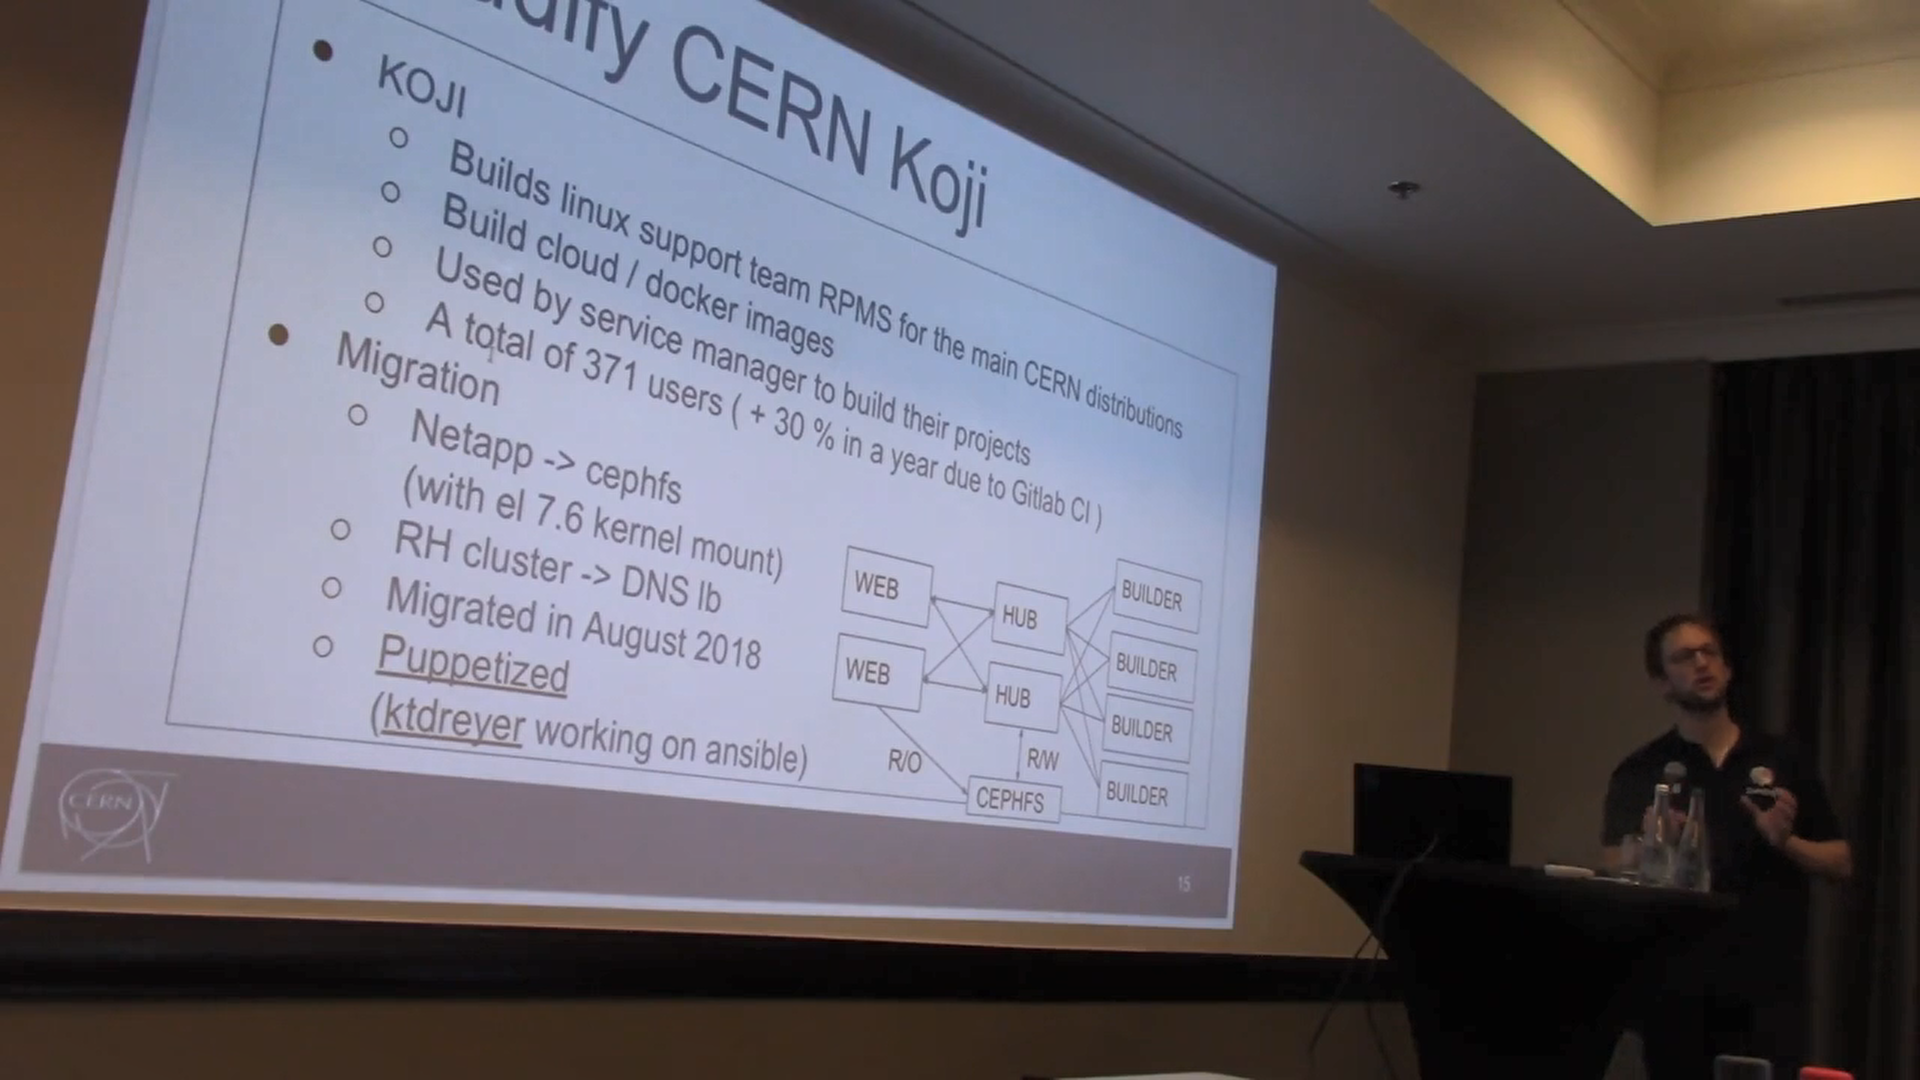 CERN Koji
KOJI
Builds linux support team RPMS for the main CERN distributions
Build cloud / docker images
Used by service manager to build their projects
A total of 371 users ( + 30 % in a year due to Gitlab CI )
Migration
Netapp -> cephfs
(with el 7.6 kernel mount)
RH cluster -> DNS lb
Migrated in August 2018
Puppetized
(ktdreyer working on ansible)
WEB
WEB
HUB
HUB
BUILDER
BUILDER
BUILDER
BUILDER
R/O
R/W
CEPHFS
CERN
15